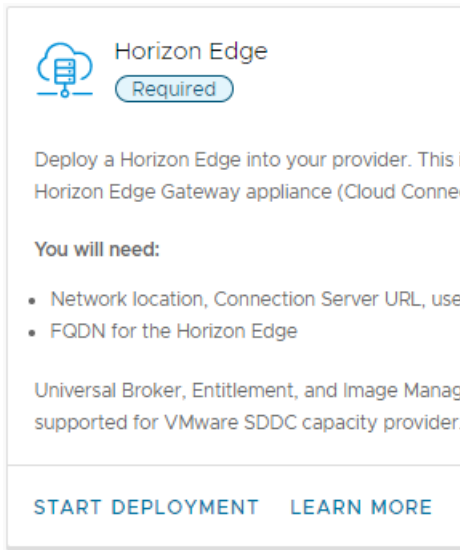 Horizon Edge
Required
Deploy a Horizon Edge into your provider. This
Horizon Edge Gateway appliance (Cloud Conne
You will need:
• Network location, Connection Server URL, use
• FQDN for the Horizon Edge
Universal Broker, Entitlement, and Image Manag
supported for VMware SDDC capacity provider
START DEPLOYMENT LEARN MORE